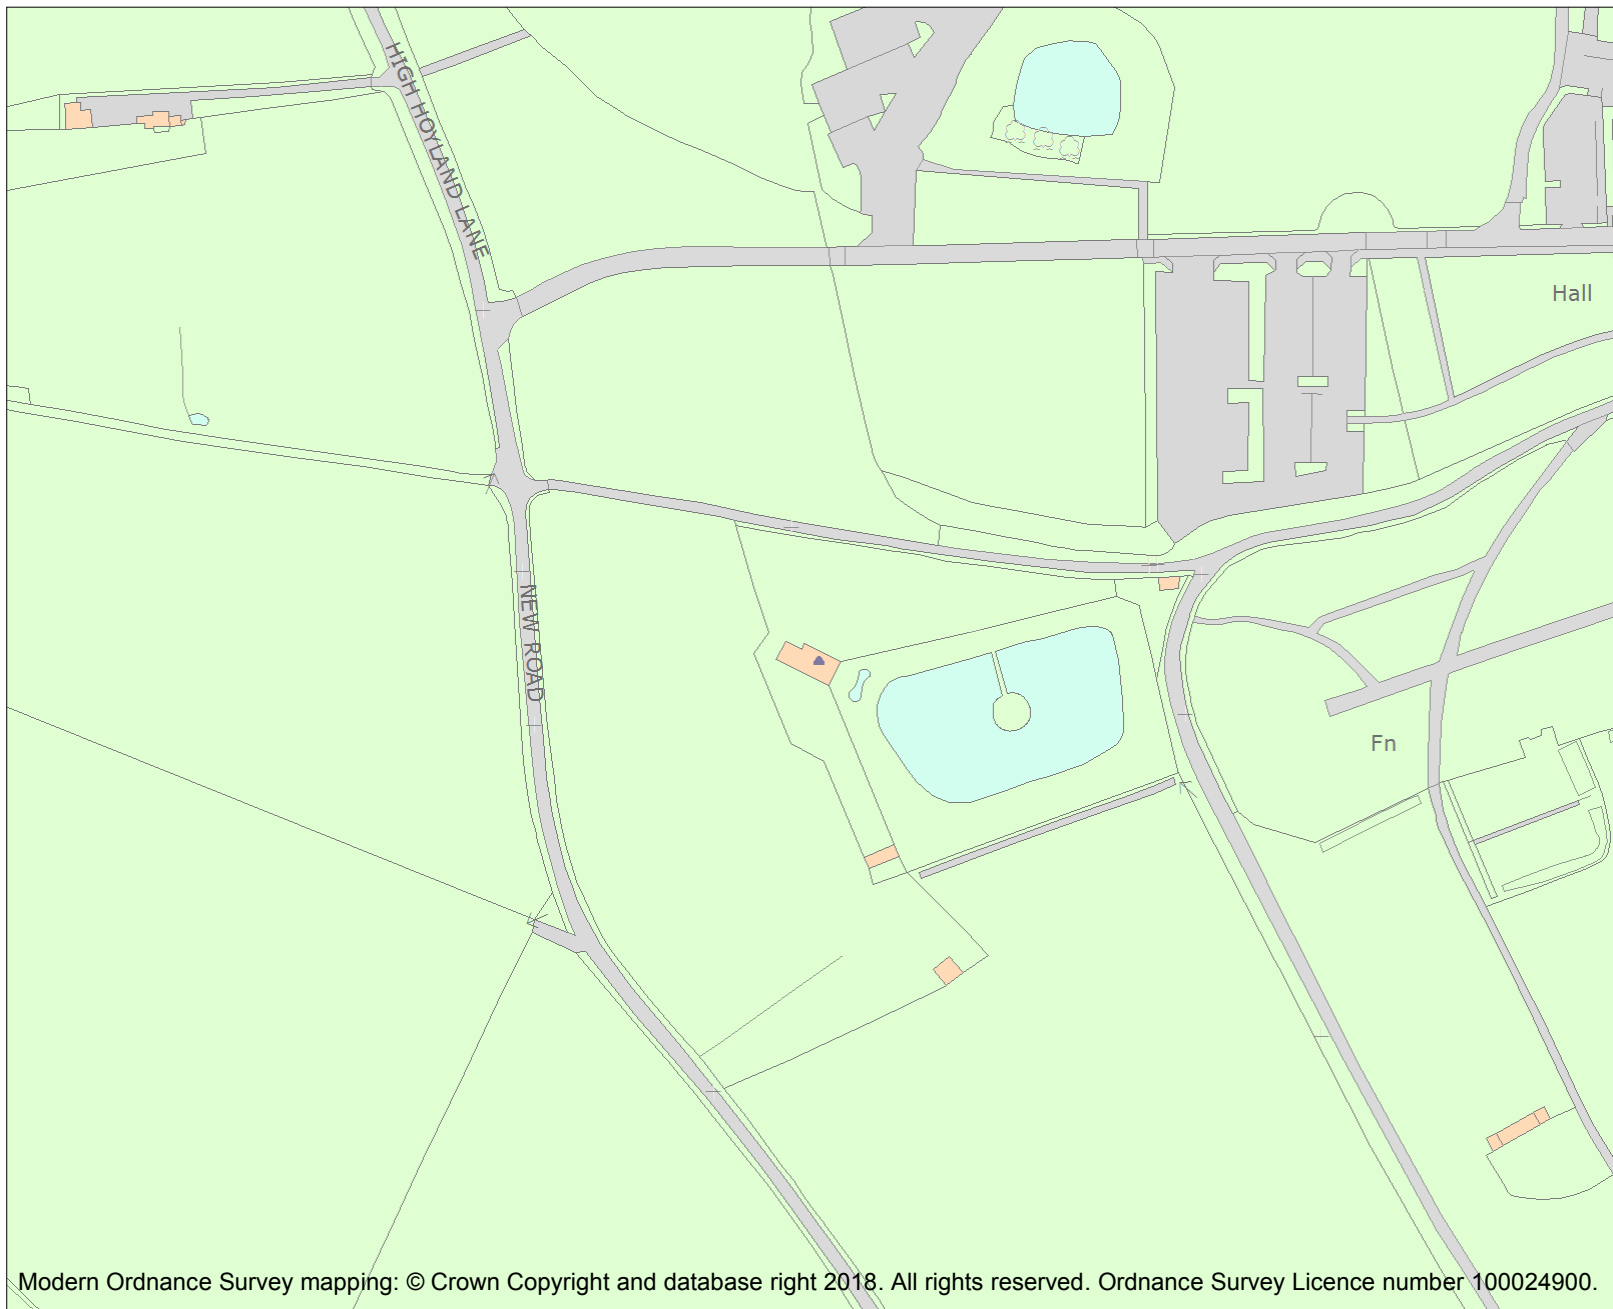 HIGH HOYLAND LANE
Hall
NEW ROAD
Fn
Modern Ordnance Survey mapping: © Crown Copyright and database right 2018. All rights reserved. Ordnance Survey Licence number 100024900.